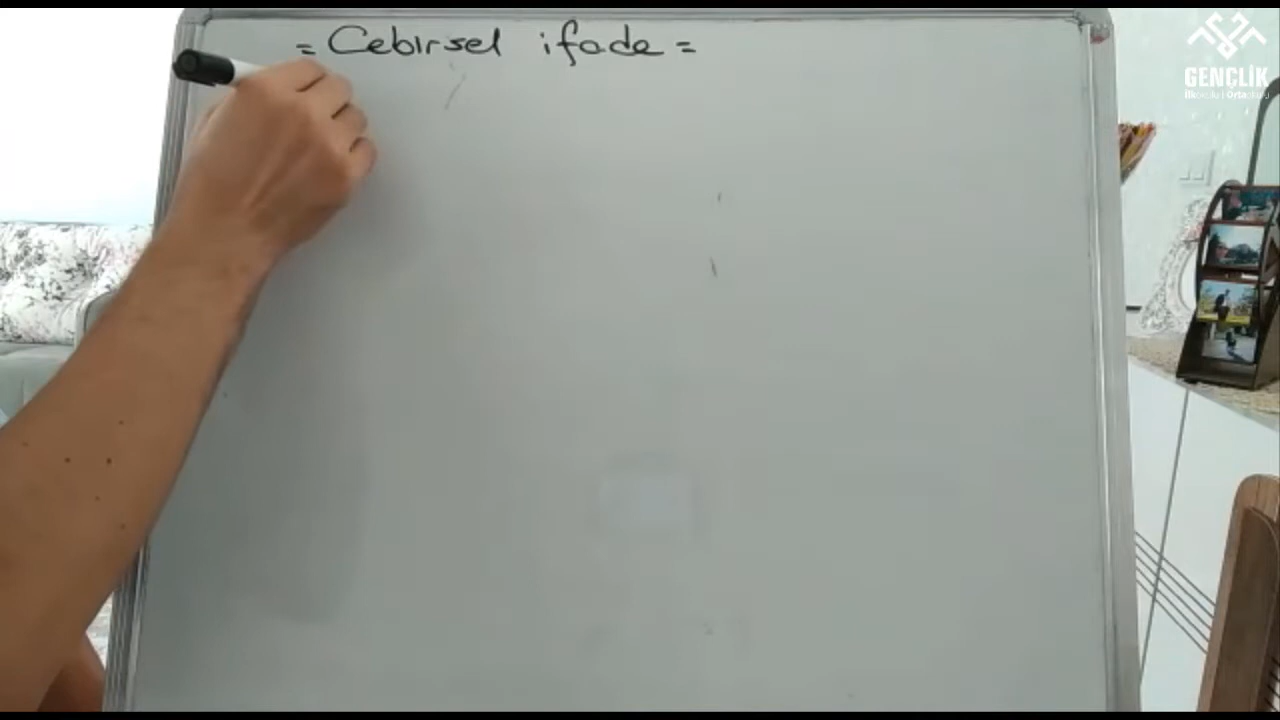 = Cebirsel ifade =
GENÇLİK